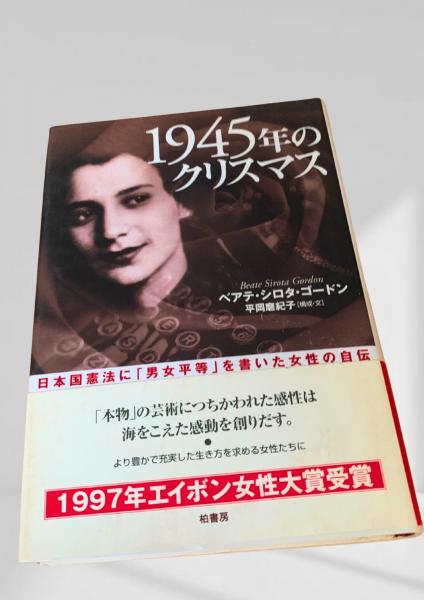 1945年の
クリスマス
Beate Sirota Gordon
ベアテ・シロタ・ゴードン
平岡磨紀子[構成・文]
日本国憲法に「男女平等」を書いた女性の自伝
「本物」の芸術につちかわれた感性は
海をこえた感動を創りだす。
●
より豊かで充実した生き方を求める女性たちに
1997年エイボン女性大賞受賞
柏書房